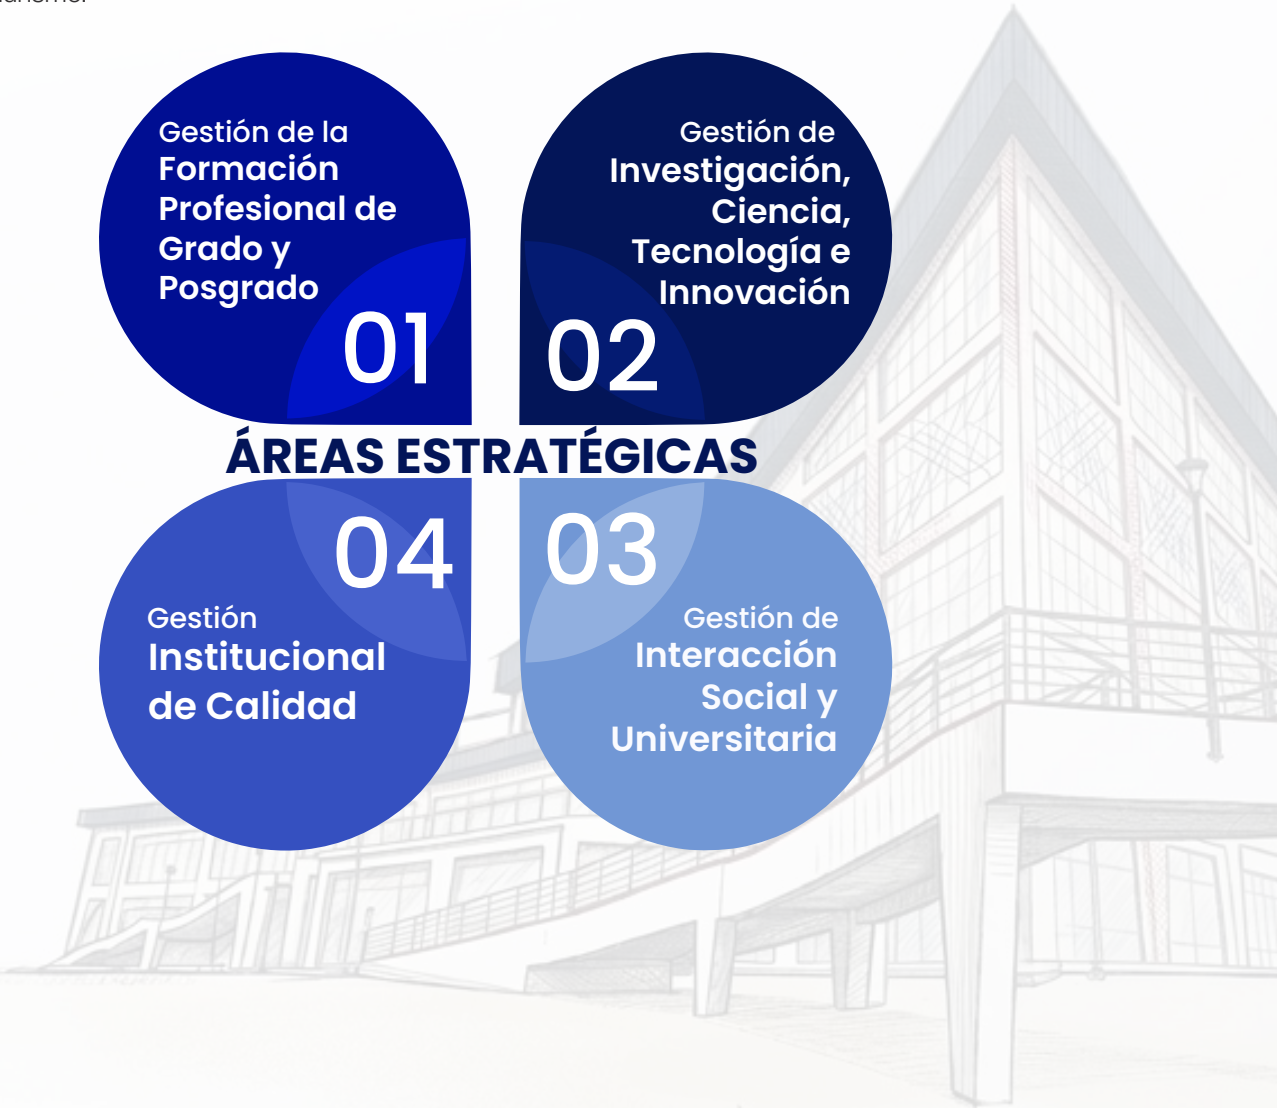 Gestión de la
Formación
Profesional de
Grado y
Posgrado
01
Gestión de
Investigación,
Ciencia,
Tecnología e
Innovación
02
ÁREAS ESTRATÉGICAS
04
Gestión
Institucional
de Calidad
03
Gestión de
Interacción
Social y
Universitaria